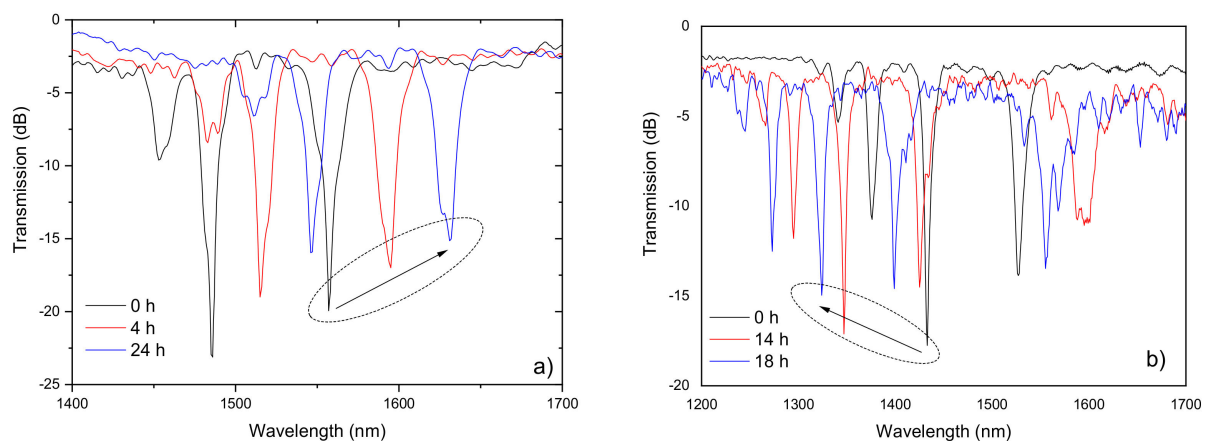 0
-5
-10
-15
-20
-25
Transmission (dB)
0 h
4 h
24 h
a)
1400
1500
1600
1700
Wavelength (nm)
0
-5
-10
-15
-20
Transmission (dB)
0 h
14 h
18 h
b)
1200
1300
1400
1500
1600
1700
Wavelength (nm)